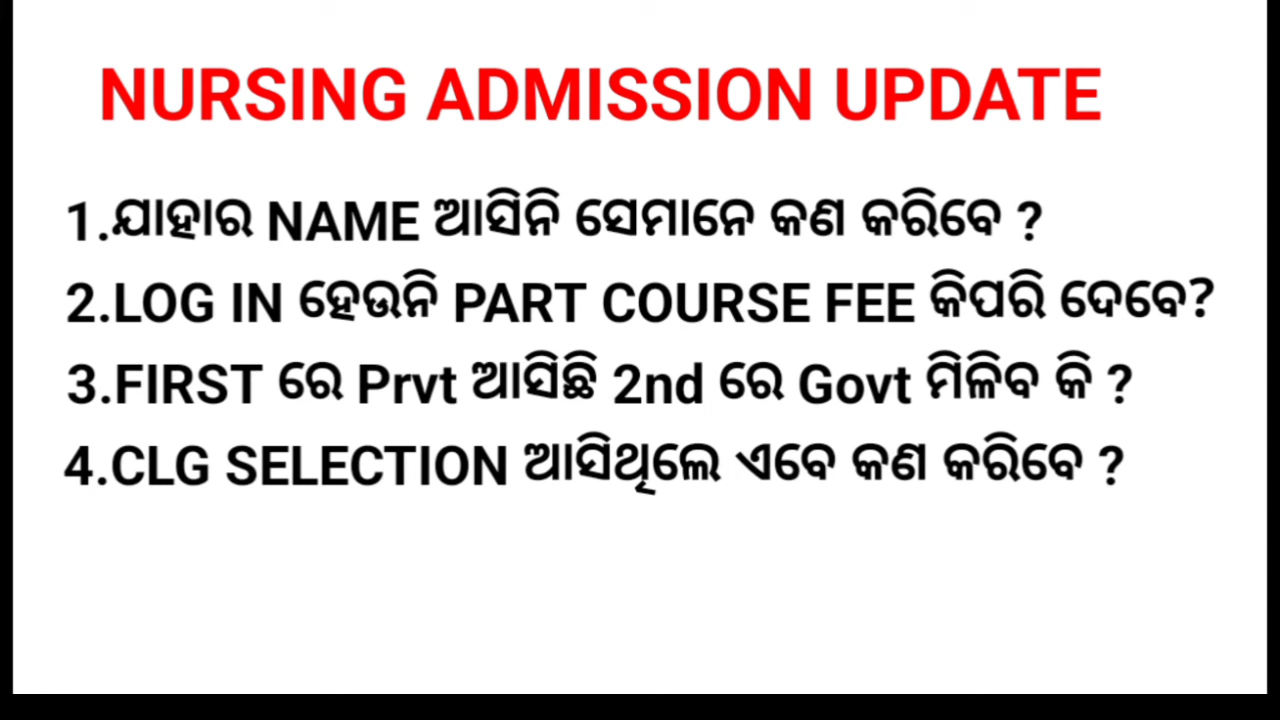 NURSING ADMISSION UPDATE
1.ଯାହାର NAME ଆସିନି ସେମାନେ କଣ କରିବେ ?
2.LOG IN ହେଉନି PART COURSE FEE କିପରି ଦେବେ?
3.FIRST ରେ Prvt ଆସିଛି 2nd ରେ Govt ମିଳିବ କି ?
4.CLG SELECTION ଆସିଥିଲେ ଏବେ କଣ କରିବେ ?